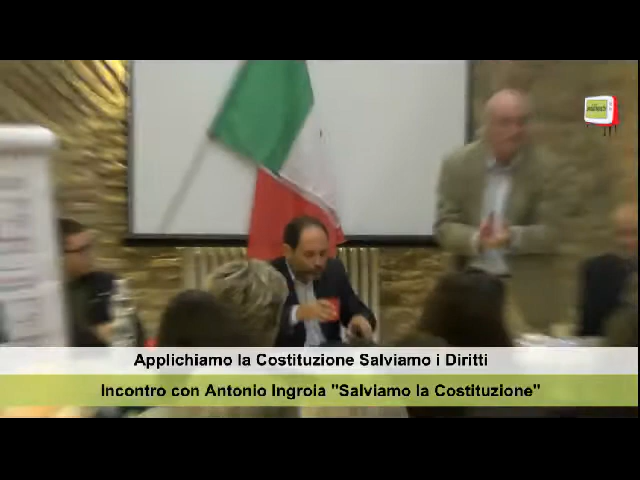 Applichiamo la Costituzione Salviamo i Diritti
Incontro con Antonio Ingroia "Salviamo la Costituzione"